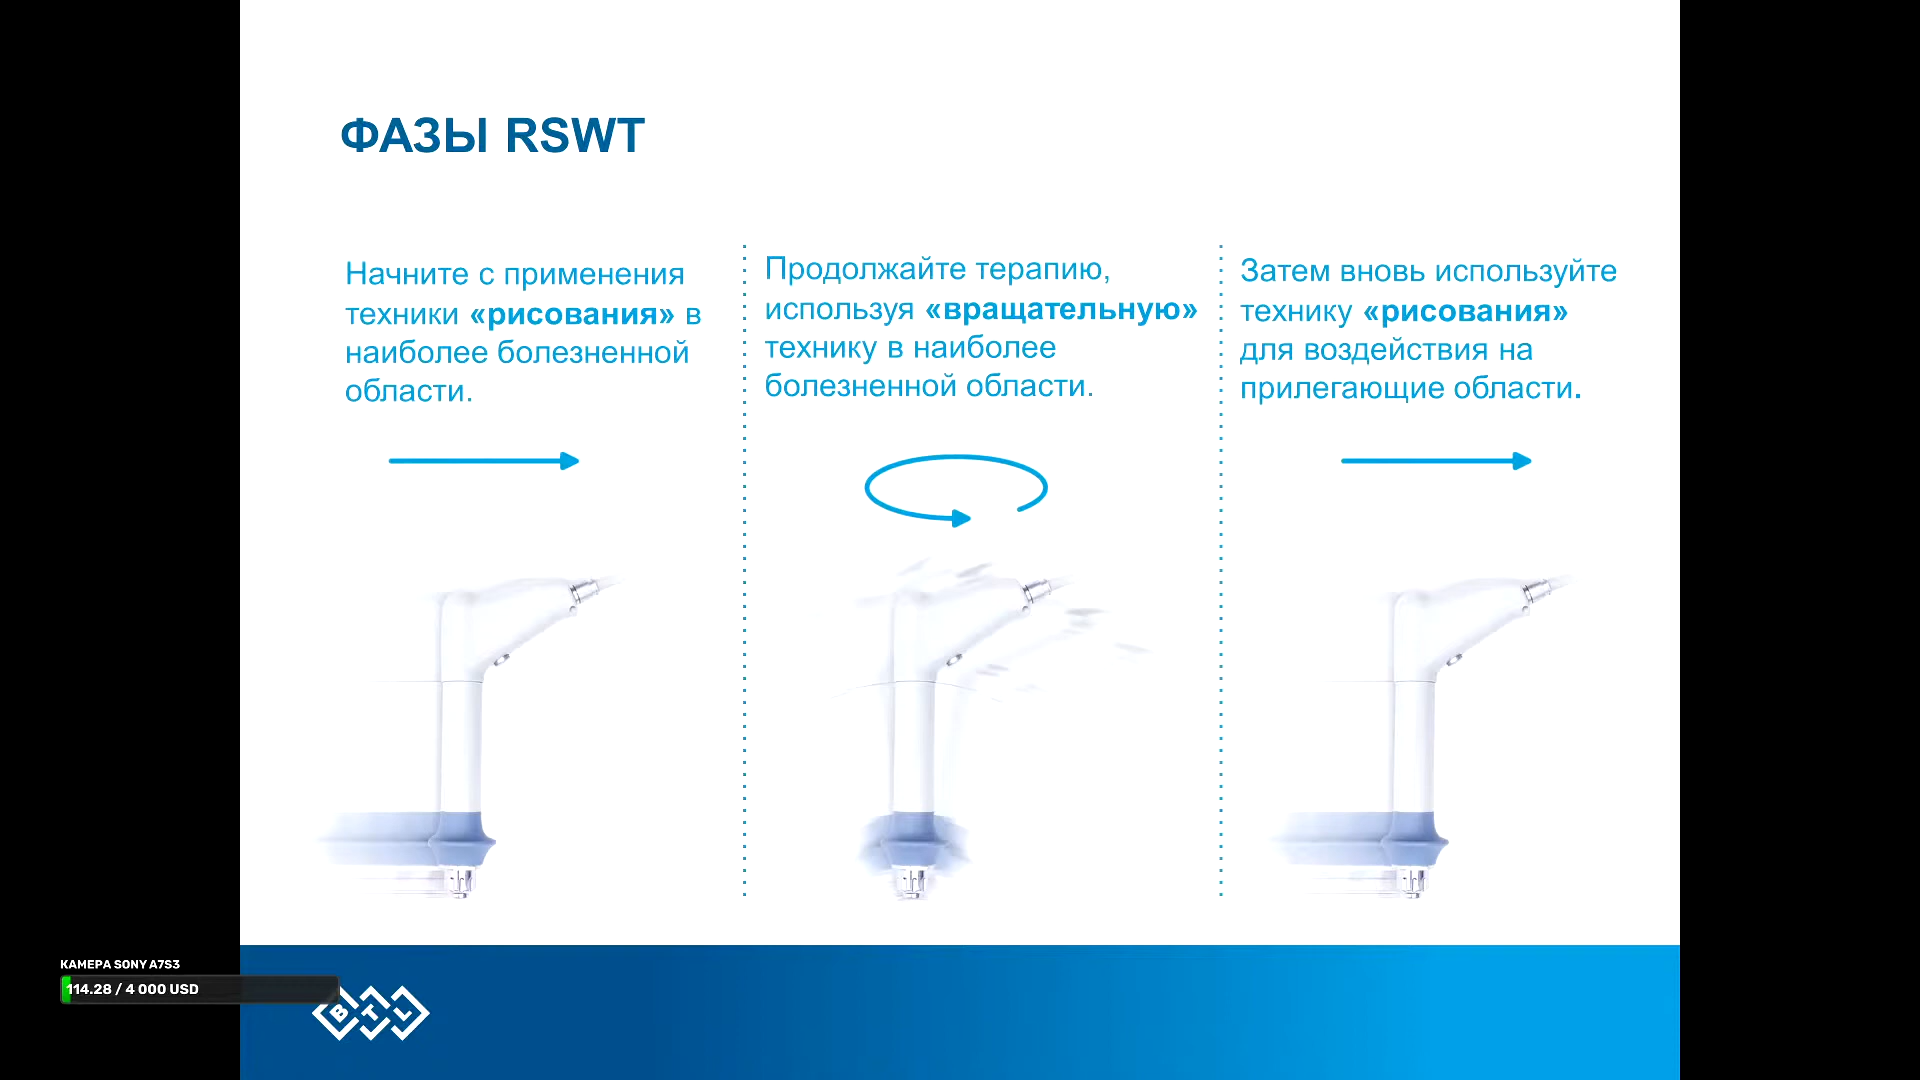 ФАЗЫ RSWT
Начните с применения
техники «рисования» в
наиболее болезненной
области.
Продолжайте терапию,
используя «вращательную»
технику в наиболее
болезненной области.
Затем вновь используйте
технику «рисования»
для воздействия на
прилегающие области.
КАМЕРА SONY A7S3
114.28 / 4 000 USD
BTL